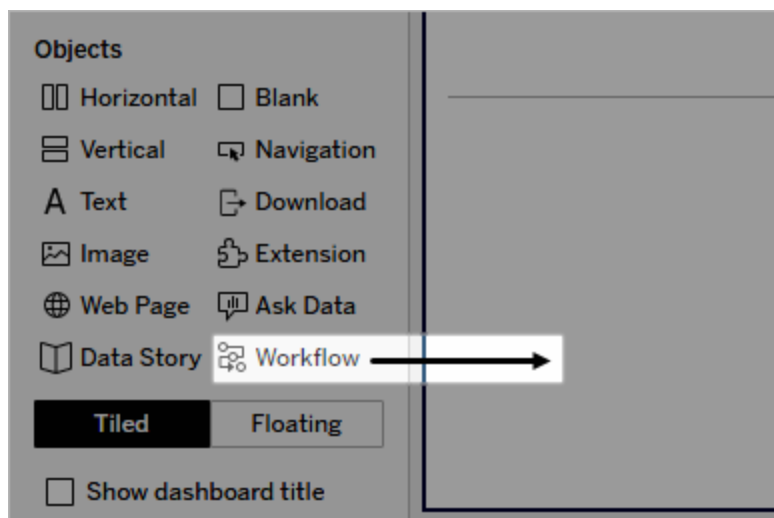 Objects
Horizontal Blank
Vertical Navigation
Text Download
Image Extension
Web Page Ask Data
Data Story Workflow
Tiled Floating
Show dashboard title